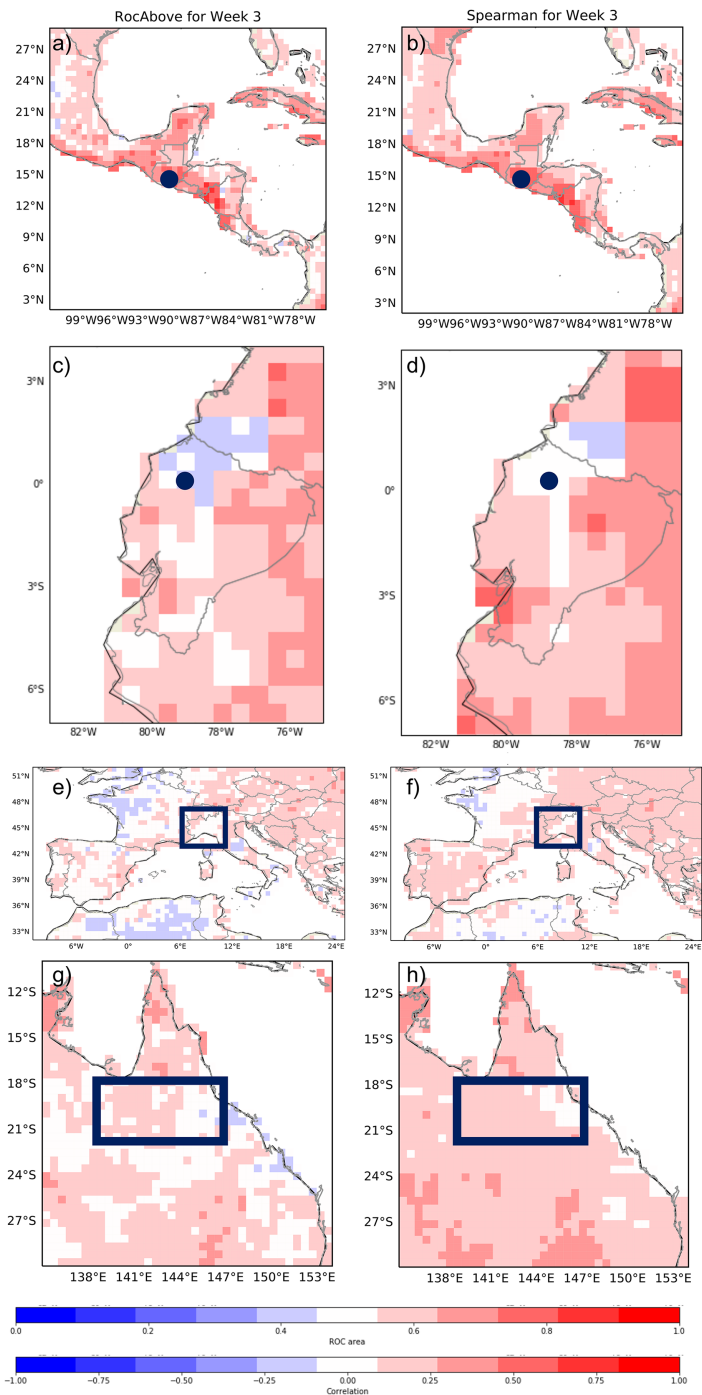 RocAbove for Week 3
Spearman for Week 3
a)
b)
27°N
24°N
21°N
18°N
15°N
12°N
9°N
6°N
3°N
27°N
24°N
21°N
18°N
15°N
12°N
9°N
6°N
3°N
99°W96°W93°W90°W87°W84°W81°W78°W
99°W96°W93°W90°W87°W84°W81°W78°W
c)
d)
3°N
0°
3°S
6°S
3°N
0°
3°S
6°S
82°W 80°W 78°W 76°W
82°W 80°W 78°W 76°W
e)
f)
51°N
48°N
45°N
42°N
39°N
36°N
33°N
51°N
48°N
45°N
42°N
39°N
36°N
33°N
6°W 0° 6°E 12°E 18°E 24°E
6°W 0° 6°E 12°E 18°E 24°E
g)
h)
12°S
15°S
18°S
21°S
24°S
27°S
12°S
15°S
18°S
21°S
24°S
27°S
138°E 141°E 144°E 147°E 150°E 153°E
138°E 141°E 144°E 147°E 150°E 153°E
0.0 0.2 0.4 0.6 0.8 1.0
ROC area
−1.00 −0.75 −0.50 −0.25 0.00 0.25 0.50 0.75 1.00
Correlation